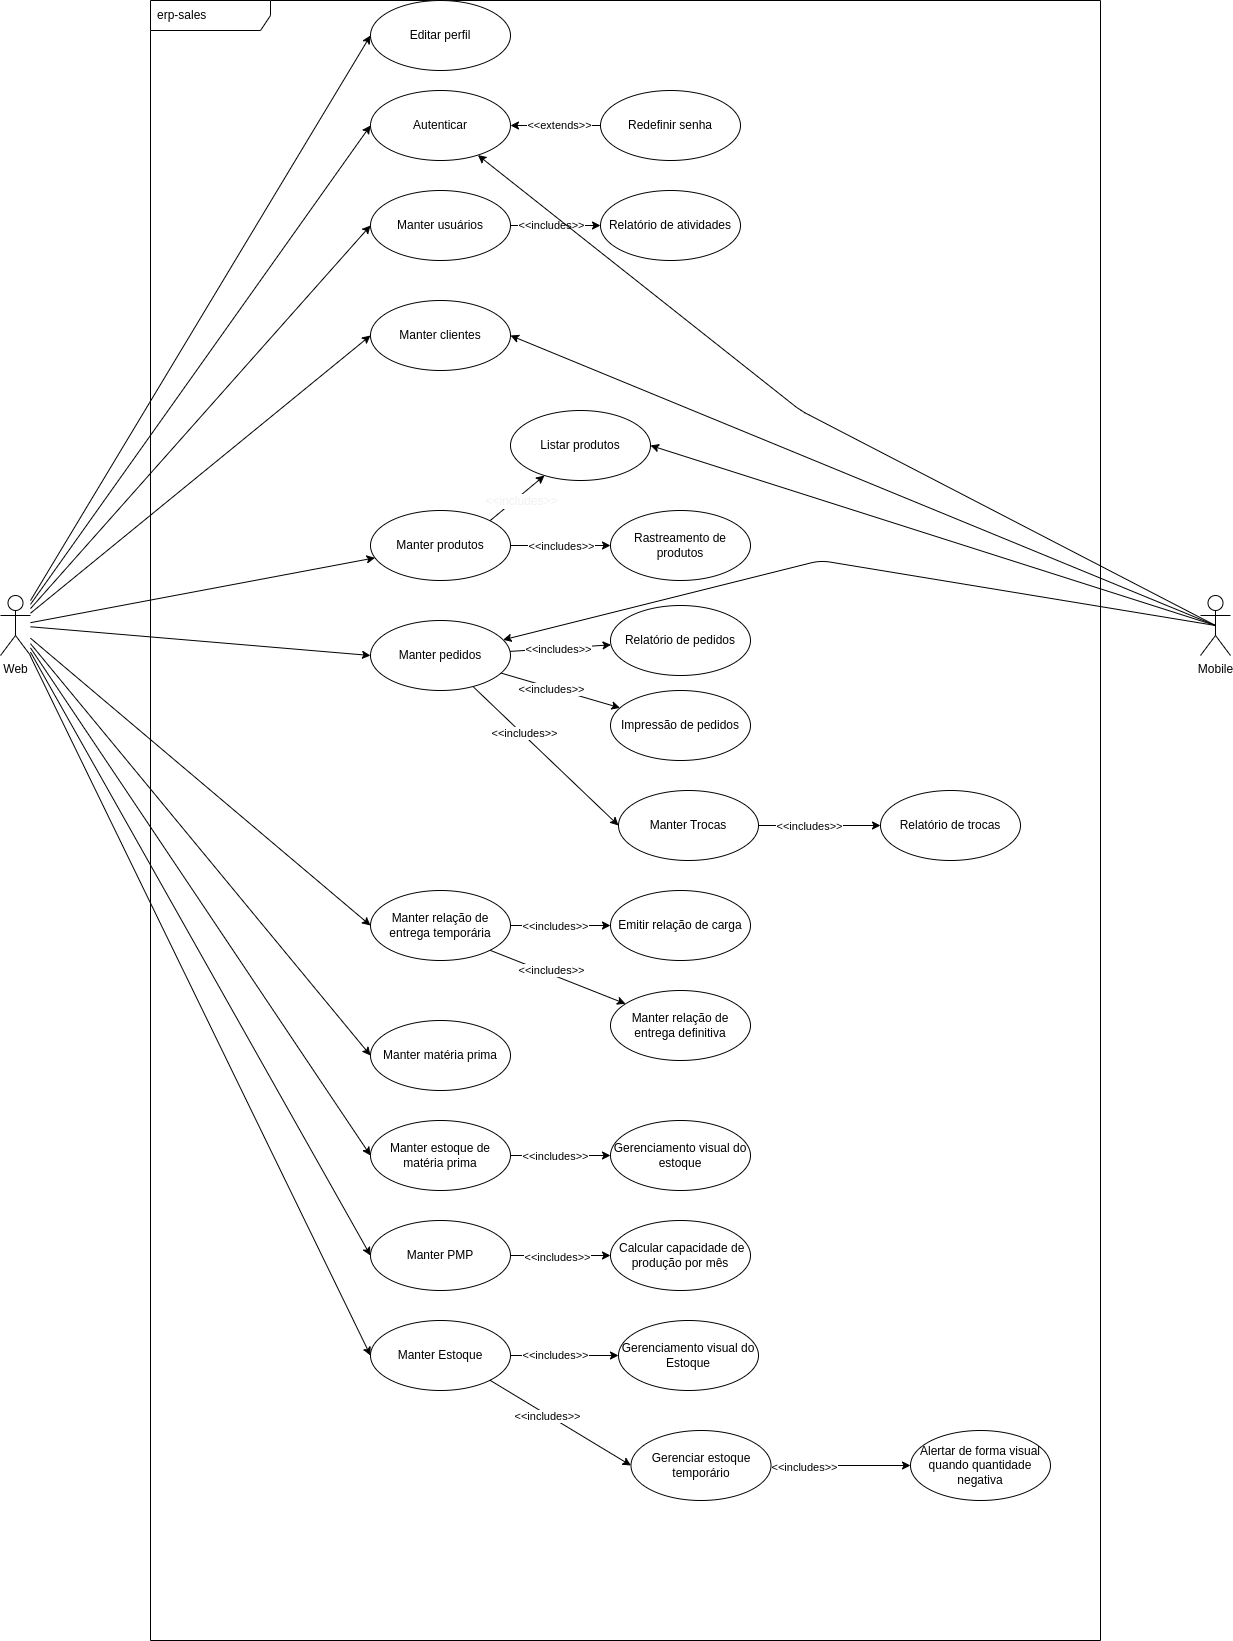 erp-sales
Editar perfil
Autenticar
<<extends>>
Redefinir senha
Manter usuários
<<includes>>
Relatório de atividades
Manter clientes
Listar produtos
<<includes>>
Manter produtos
<<includes>>
Rastreamento de
produtos
Web
Mobile
Manter pedidos
<<includes>>
Relatório de pedidos
<<includes>>
Impressão de pedidos
<<includes>>
Manter Trocas
<<includes>>
Relatório de trocas
Manter relação de
entrega temporária
<<includes>>
Emitir relação de carga
<<includes>>
Manter relação de
entrega definitiva
Manter matéria prima
Manter estoque de
matéria prima
<<includes>>
Gerenciamento visual do
estoque
Manter PMP
<<includes>>
Calcular capacidade de
produção por mês
Manter Estoque
<<includes>>
Gerenciamento visual do
Estoque
<<includes>>
Gerenciar estoque
temporário
<<includes>>
Alertar de forma visual
quando quantidade
negativa